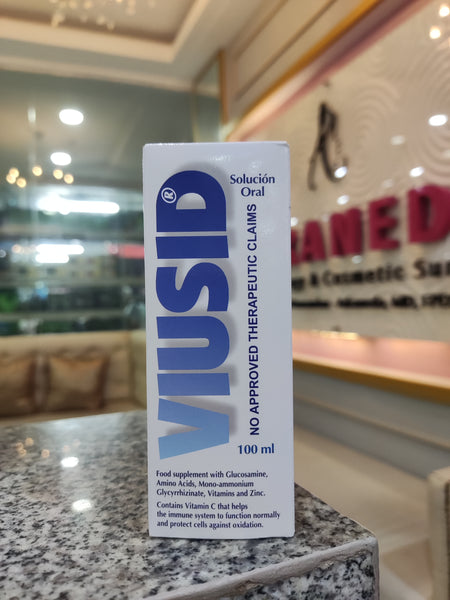 Solución
Oral
VIUSID®
NO APPROVED THERAPEUTIC CLAIMS
100 ml
Food supplement with Glucosamine,
Amino Acids, Mono-ammonium
Glycyrrhizinate, Vitamins and Zinc.
Contains Vitamin C that helps
the immune system to function normally
and protect cells against oxidation.
& Cosmetic